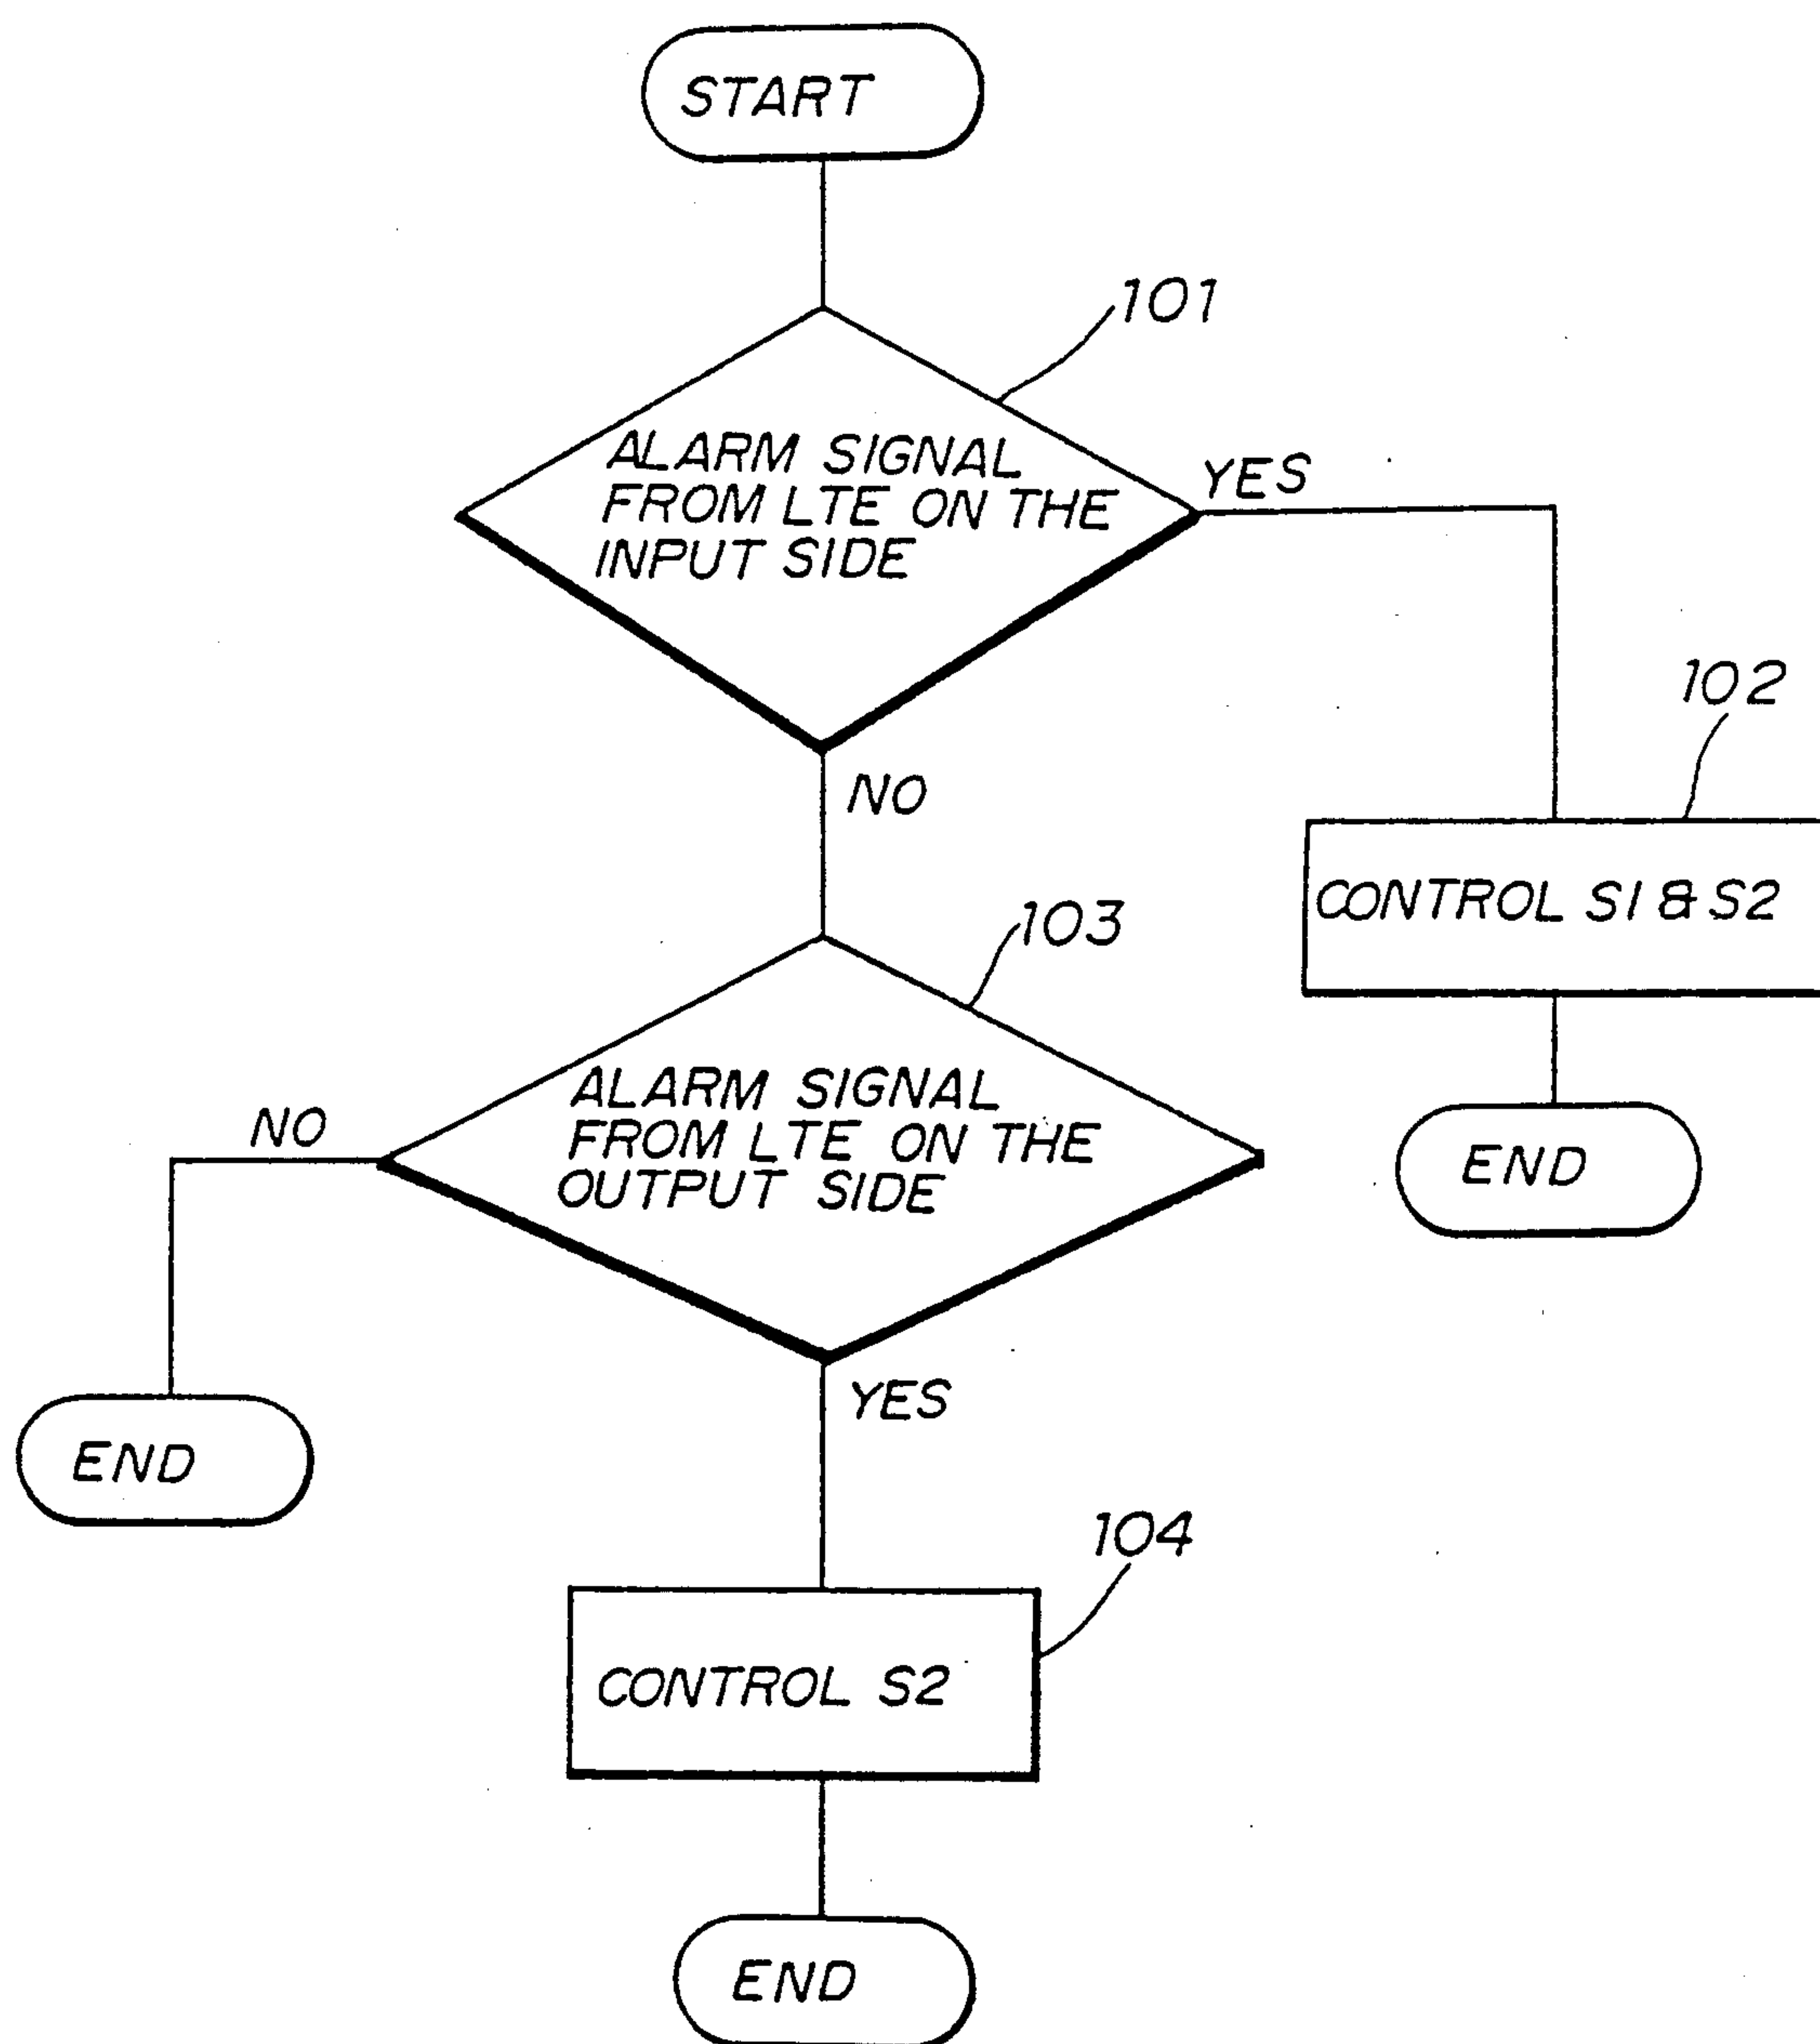 START
101
ALARM SIGNAL
FROM LTE ON THE
INPUT SIDE
YES
NO
102
CONTROL S1 & S2
END
103
ALARM SIGNAL
FROM LTE ON THE
OUTPUT SIDE
NO
END
YES
104
CONTROL S2
END